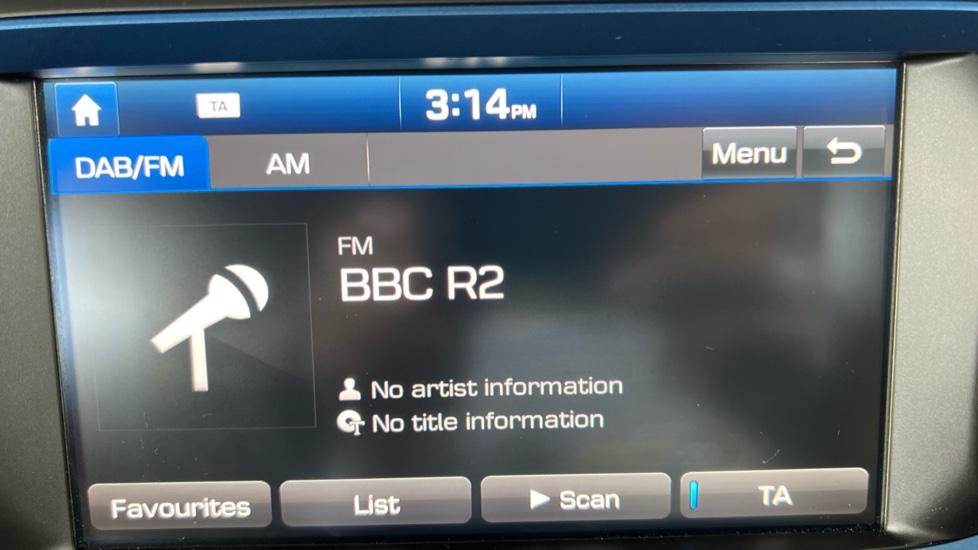 TA
3:14PM
DAB/FM AM Menu
FM
BBC R2
No artist information
No title information
Favourites List Scan TA